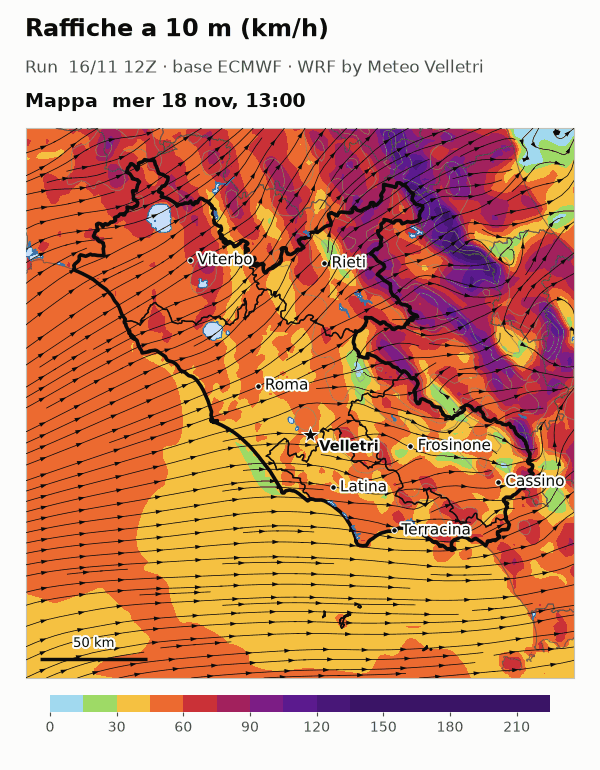 Raffiche a 10 m (km/h)
Run 16/11 12Z · base ECMWF · WRF by Meteo Velletri
Mappa mer 18 nov, 13:00
Viterbo
Rieti
Roma
Velletri
Frosinone
Cassino
Latina
Terracina
50 km
0 30 60 90 120 150 180 210